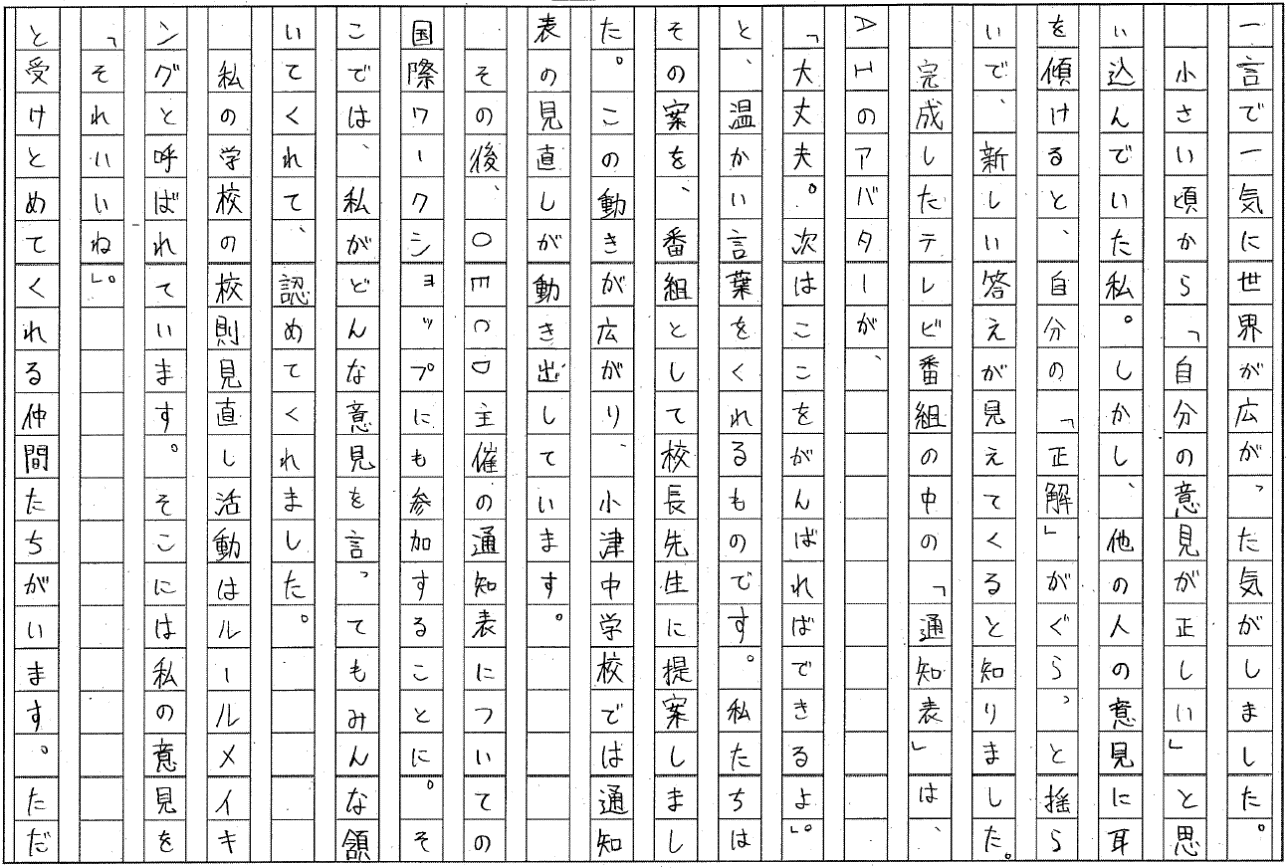 一言で一気に世界が広がった気がしました。
小さい頃から「自分の意見が正しい」と思
い込んでいた私。しかし、他の人の意見に耳
を傾けると、自分の「正解」がぐらっと揺ら
いで、新しい答えが見えてくると知りました。
完成したテレビ番組の中の「通知表」は、
AIのアバターが、
「大丈夫。次はここをがんばればできるよ」。
と、温かい言葉をくれるものです。私たちは
その案を、番組として校長先生に提案しまし
た。この動きが広がり、小津中学校では通知
表の見直しが動き出しています。
その後、OECD主催の通知表についての
国際ワークショップにも参加することに。そ
こでは、私がどんな意見を言ってもみんな頷
いてくれて、認めてくれました。
私の学校の校則見直し活動はルールメイキ
ングと呼ばれています。そこには私の意見を
「それいいね」。
と受けとめてくれる仲間たちがいます。ただ